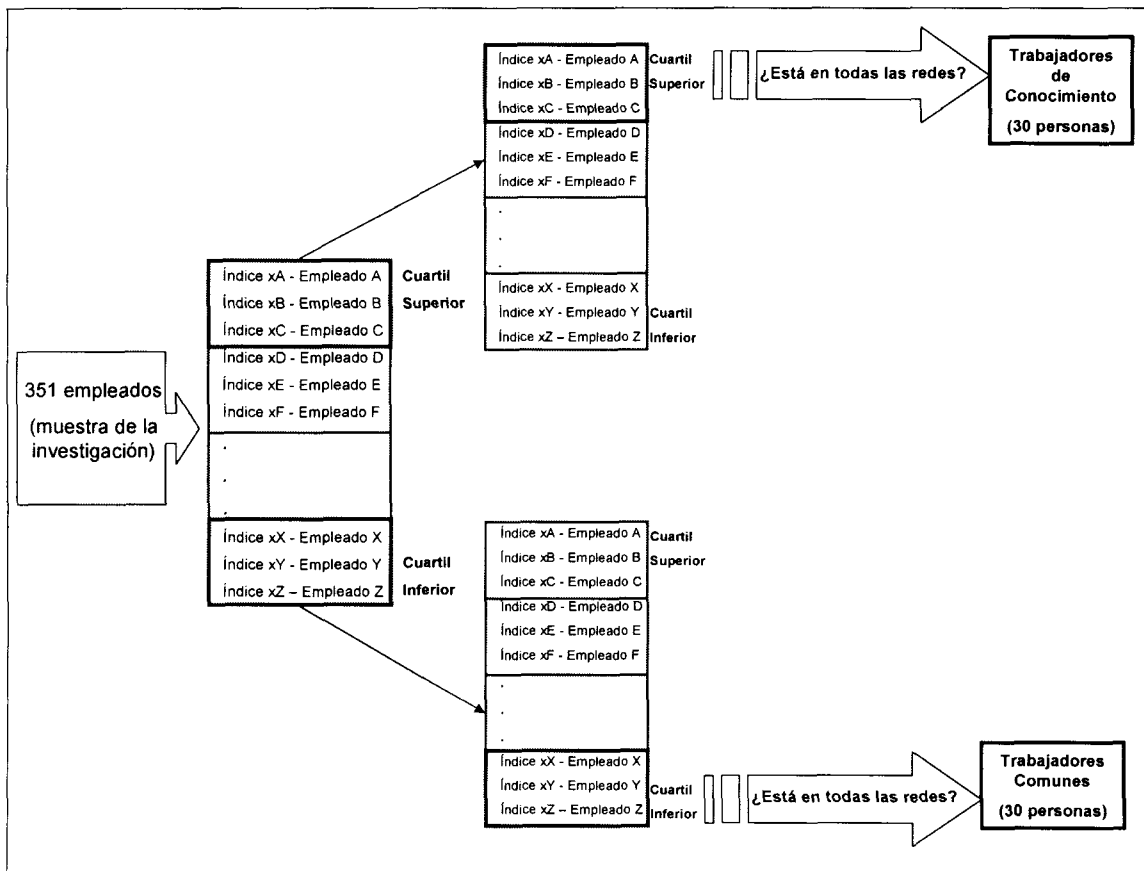 351 empleados
(muestra de la
investigación)
Índice xA - Empleado A
Índice xB - Empleado B
Índice xC - Empleado C
Cuartil
Superior
Índice xD - Empleado D
Índice xE - Empleado E
Índice xF - Empleado F
.
.
.
Índice xX - Empleado X
Índice xY - Empleado Y
Índice xZ – Empleado Z
Cuartil
Inferior
Índice xA - Empleado A
Índice xB - Empleado B
Índice xC - Empleado C
Cuartil
Superior
Índice xD - Empleado D
Índice xE - Empleado E
Índice xF - Empleado F
.
.
.
Índice xX - Empleado X
Índice xY - Empleado Y
Índice xZ – Empleado Z
Cuartil
Inferior
¿Está en todas las redes?
Trabajadores
de
Conocimiento
(30 personas)
Índice xA - Empleado A
Índice xB - Empleado B
Índice xC - Empleado C
Cuartil
Superior
Índice xD - Empleado D
Índice xE - Empleado E
Índice xF - Empleado F
.
.
.
Índice xX - Empleado X
Índice xY - Empleado Y
Índice xZ – Empleado Z
Cuartil
Inferior
¿Está en todas las redes?
Trabajadores
Comunes
(30 personas)